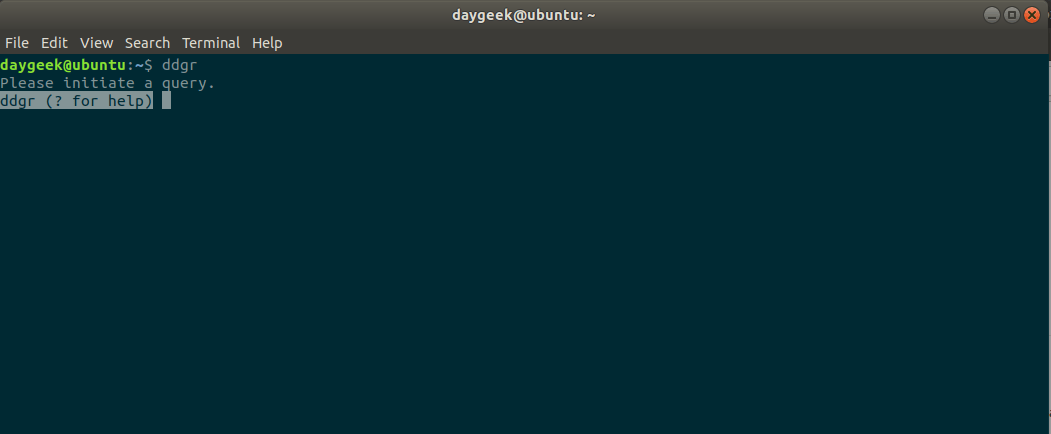 daygeek@ubuntu: ~
File Edit View Search Terminal Help
daygeek@ubuntu:~$ ddgr
Please initiate a query.
ddgr (? for help)